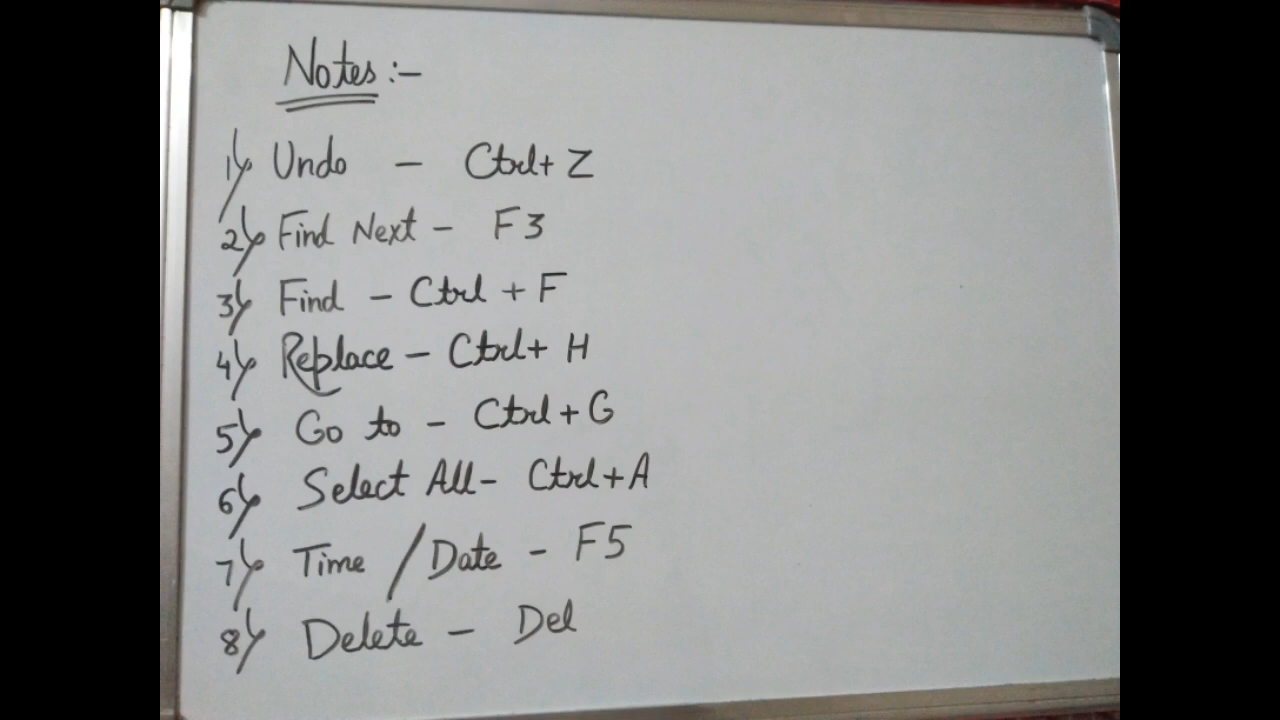 Notes :-
1) Undo - Ctrl+ Z
2) Find Next - F3
3) Find - Ctrl + F
4) Replace - Ctrl+ H
5) Go to - Ctrl+G
6) Select All- Ctrl+A
7) Time / Date - F5
8) Delete - Del